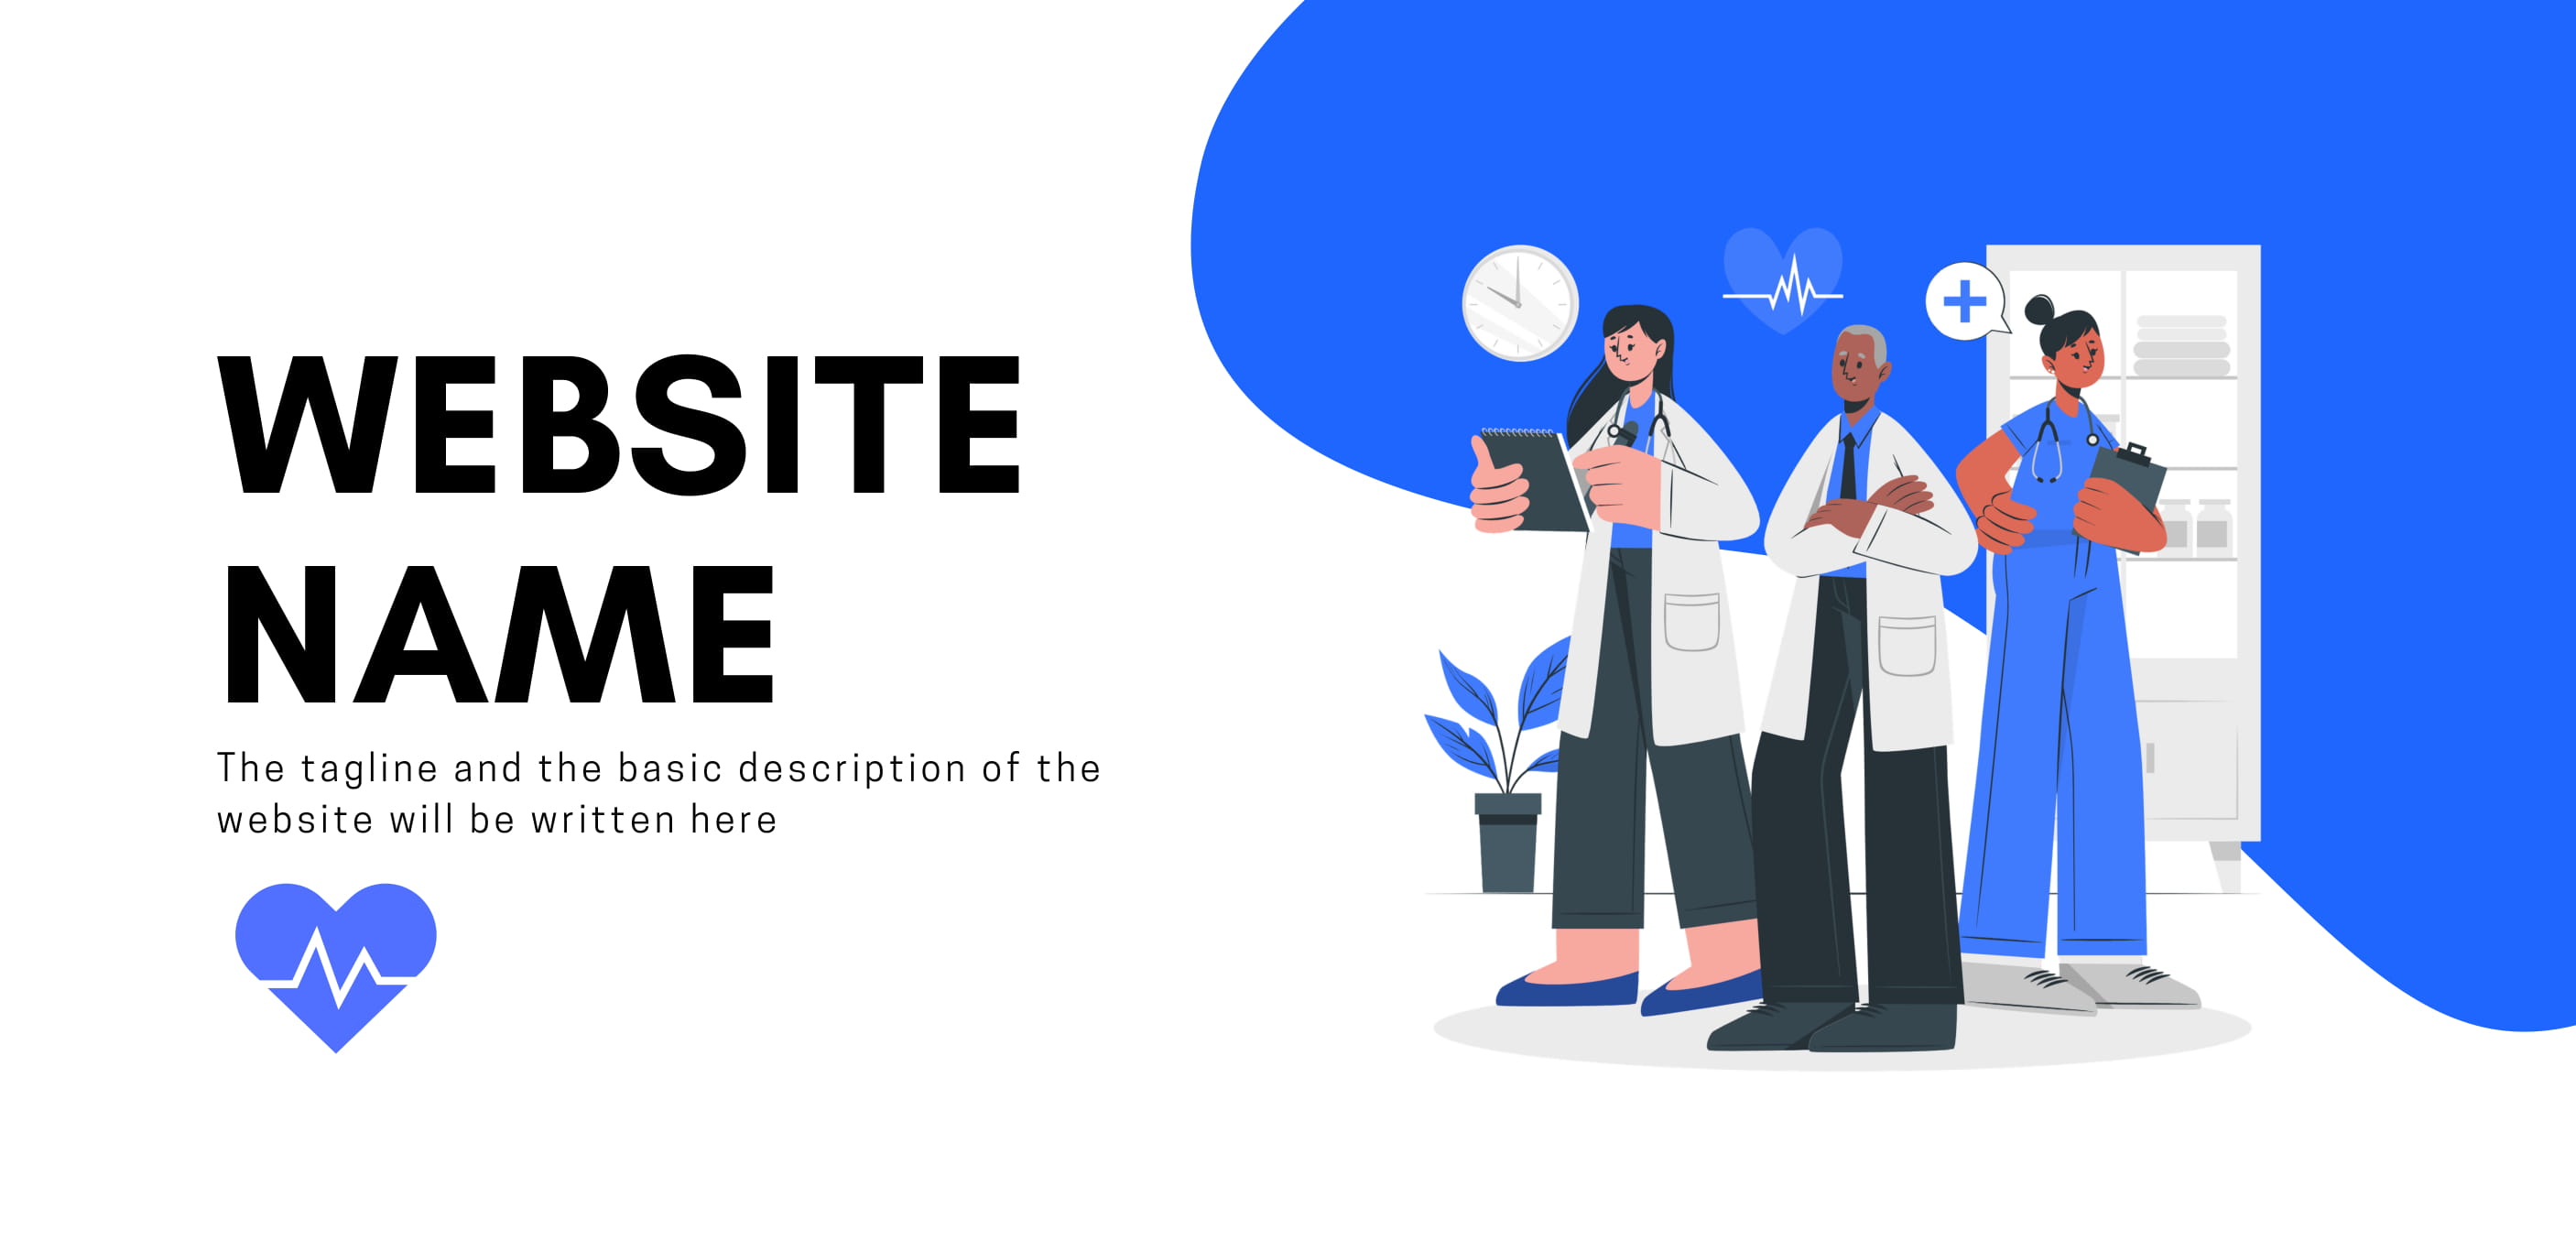 WEBSITE
NAME
The tagline and the basic description of the
website will be written here